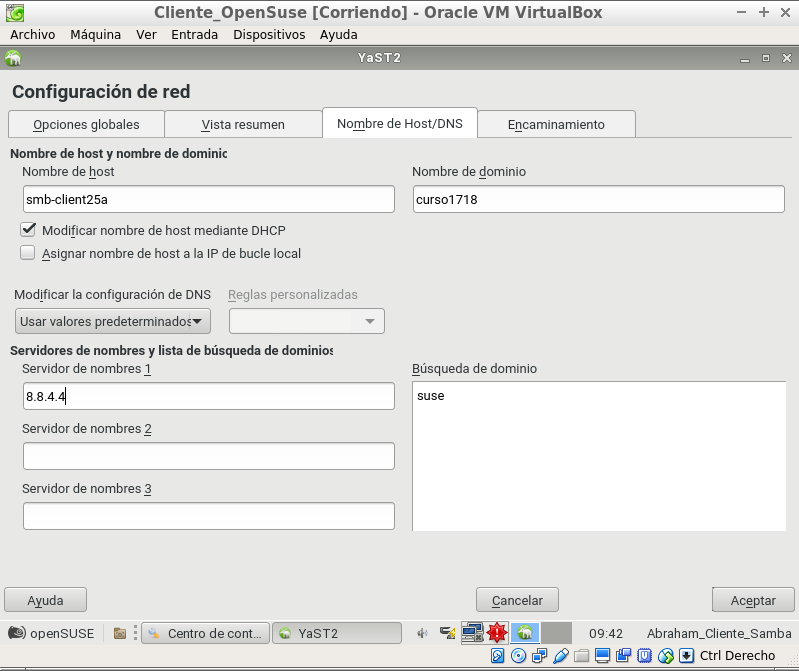 Cliente_OpenSuse [Corriendo] - Oracle VM VirtualBox
Archivo Máquina Ver Entrada Dispositivos Ayuda
YaST2
Configuración de red
Opciones globales Vista resumen Nombre de Host/DNS Encaminamiento
Nombre de host y nombre de dominio
Nombre de host Nombre de dominio
smb-client25a curso1718
Modificar nombre de host mediante DHCP
Asignar nombre de host a la IP de bucle local
Modificar la configuración de DNS Reglas personalizadas
Usar valores predeterminados
Servidores de nombres y lista de búsqueda de dominios
Servidor de nombres 1 Búsqueda de dominio
8.8.4.4 suse
Servidor de nombres 2
Servidor de nombres 3
Ayuda Cancelar Aceptar
openSUSE Centro de cont... YaST2 09:42 Abraham_Cliente_Samba
Ctrl Derecho